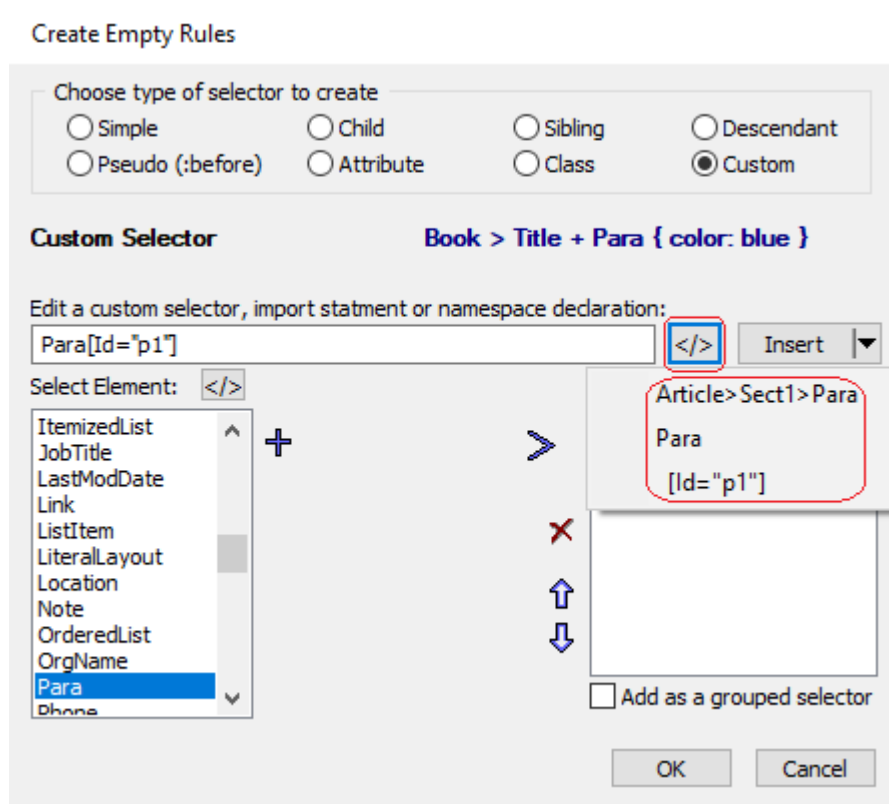 Create Empty Rules
Choose type of selector to create
Simple Child Sibling Descendant
Pseudo (:before) Attribute Class Custom
Custom Selector Book > Title + Para { color: blue }
Edit a custom selector, import statment or namespace declaration:
Para[Id="p1"] </> Insert
Select Element: </>
Article>Sect1>Para
Para
[Id="p1"]
ItemizedList
JobTitle
LastModDate
Link
ListItem
LiteralLayout
Location
Note
OrderedList
OrgName
Para
Phone
Add as a grouped selector
OK Cancel